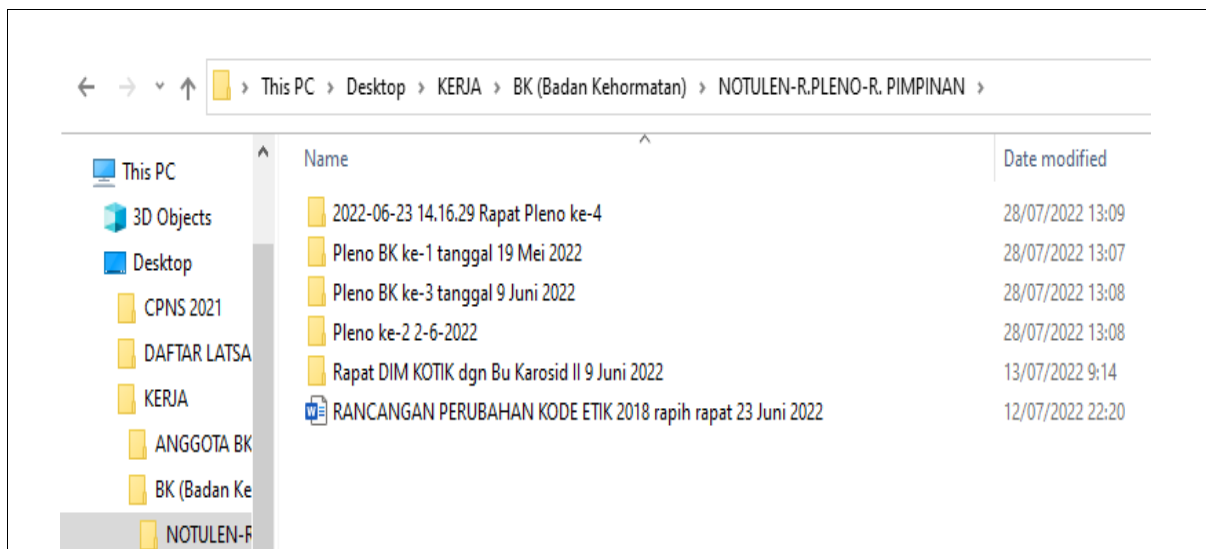 This PC > Desktop > KERJA > BK (Badan Kehormatan) > NOTULEN-R.PLENO-R. PIMPINAN >
This PC
3D Objects
Desktop
CPNS 2021
DAFTAR LATSA
KERJA
ANGGOTA BK
BK (Badan Ke
NOTULEN-R
Name Date modified
2022-06-23 14.16.29 Rapat Pleno ke-4 28/07/2022 13:09
Pleno BK ke-1 tanggal 19 Mei 2022 28/07/2022 13:07
Pleno BK ke-3 tanggal 9 Juni 2022 28/07/2022 13:08
Pleno ke-2 2-6-2022 28/07/2022 13:08
Rapat DIM KOTIK dgn Bu Karosid II 9 Juni 2022 13/07/2022 9:14
RANCANGAN PERUBAHAN KODE ETIK 2018 rapih rapat 23 Juni 2022 12/07/2022 22:20